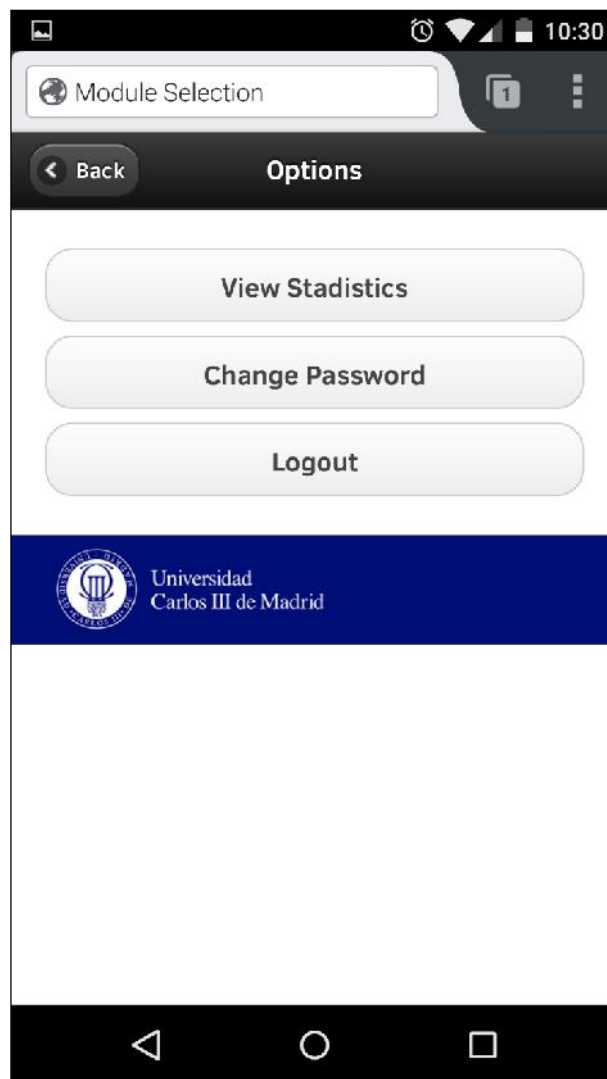 10:30
Module Selection
1
Back
Options
View Stadistics
Change Password
Logout
Universidad
Carlos III de Madrid